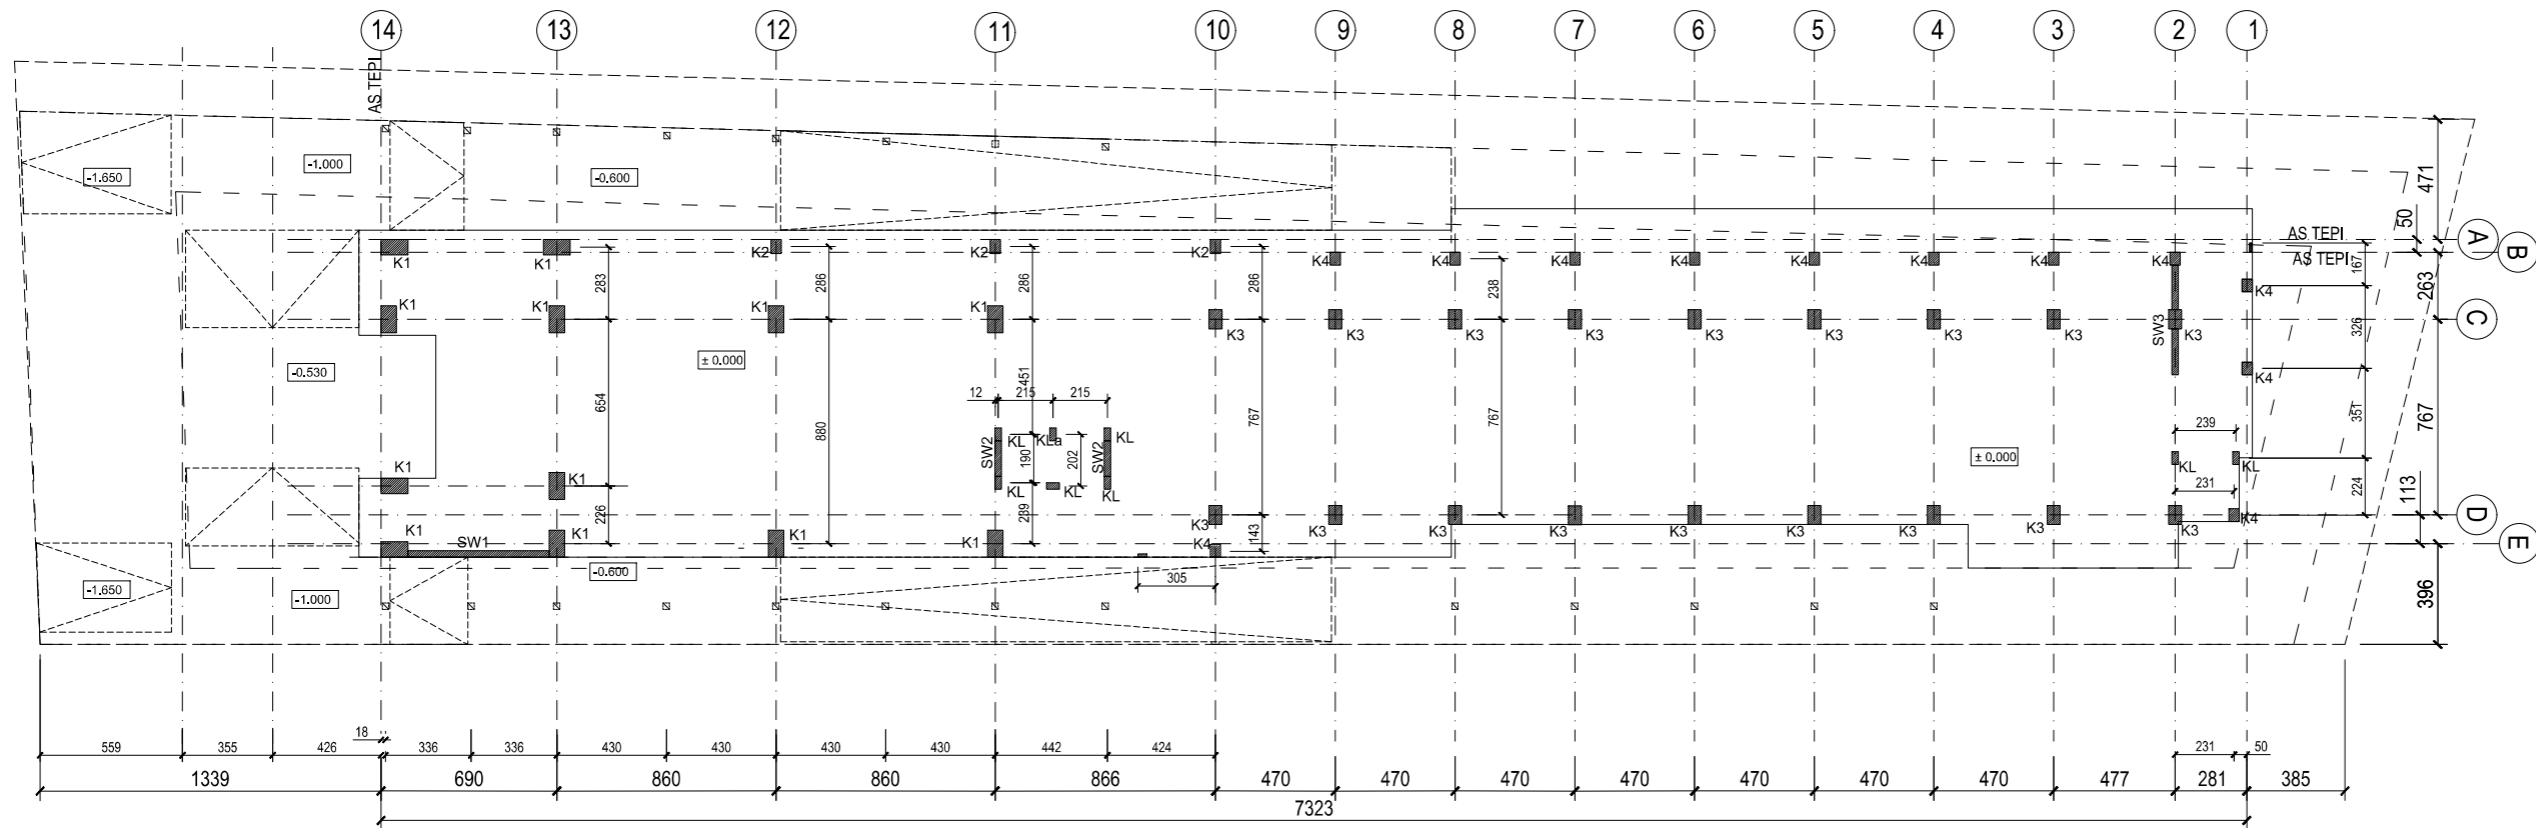 14 13 12 11 10 9 8 7 6 5 4 3 2 1
AS TEPI
-1.650 -1.000 -0.600
471
50
A
B
AS TEPI
AS TEPI
K1 K1 K2 K2 K2 K4 K4 K4 K4 K4 K4 K4 K4
283 286 286 286 238 167 263
K4
K1 K1 K1 K1
C
K3 K3 K3 K3 K3 K3 K3 K3 K3
SW3
326
± 0.000
-0.530
K4
451
12 215 215
654 880 767 767 351 767
239
KL KLa KL
SW2 190 202 SW2
± 0.000
KL KL
K1 K1
KL KL KL
231
224 113
226 239
K3 K3 K3 K3 K3 K3 K3 K3 K3 K4
D
K1 SW1 K1 K1 K1 K4
143
E
-0.600
305
-1.650 -1.000
396
18
559 355 426 336 336 430 430 430 430 442 424 231 50
1339 690 860 860 866 470 470 470 470 470 470 470 477 281 385
7323